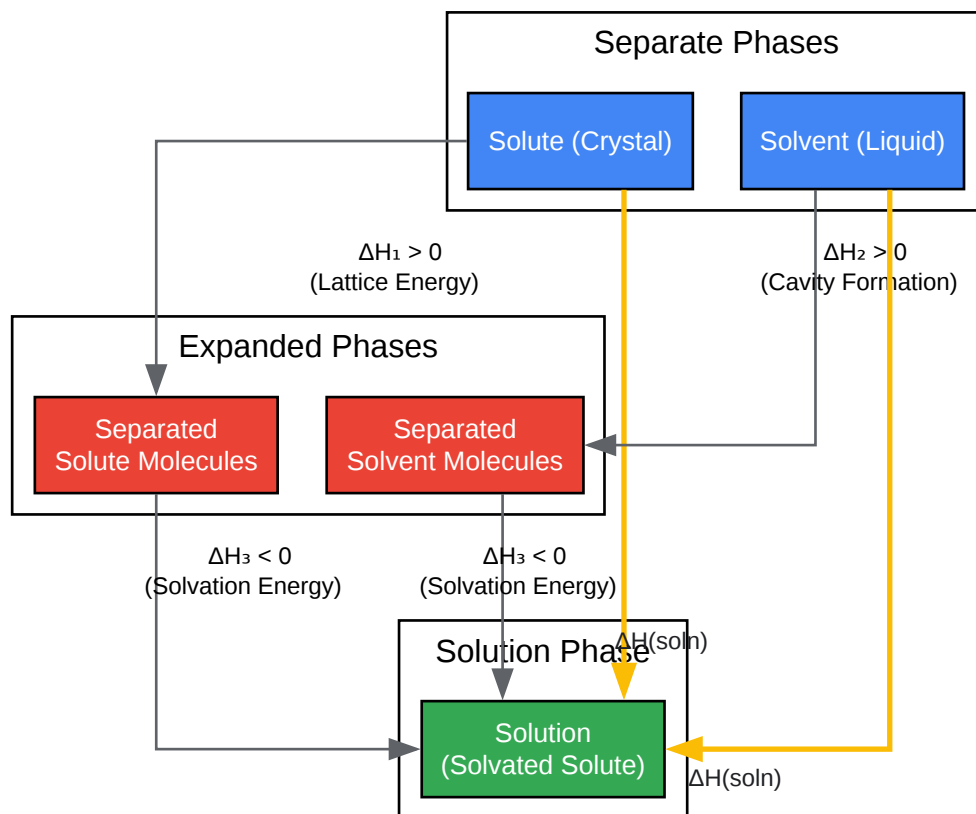 Separate Phases
Solute (Crystal)
Solvent (Liquid)
ΔH₁ > 0
(Lattice Energy)
ΔH₂ > 0
(Cavity Formation)
Expanded Phases
Separated
Solute Molecules
Separated
Solvent Molecules
ΔH₃ < 0
(Solvation Energy)
ΔH₃ < 0
(Solvation Energy)
ΔH(soln)
Solution Phase
Solution
(Solvated Solute)
ΔH(soln)